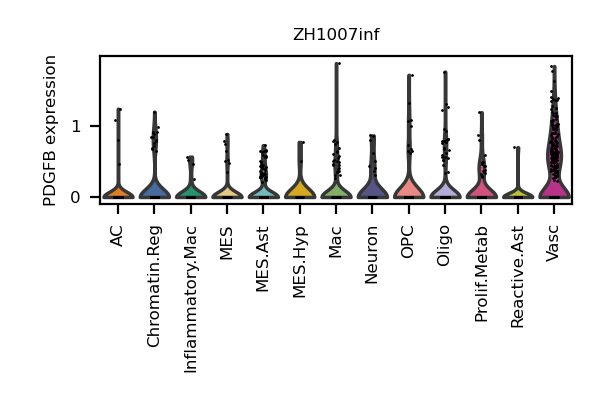 ZH1007inf
PDGFB expression
1
0
AC
Chromatin.Reg
Inflammatory.Mac
MES
MES.Ast
MES.Hyp
Mac
Neuron
OPC
Oligo
Prolif.Metab
Reactive.Ast
Vasc